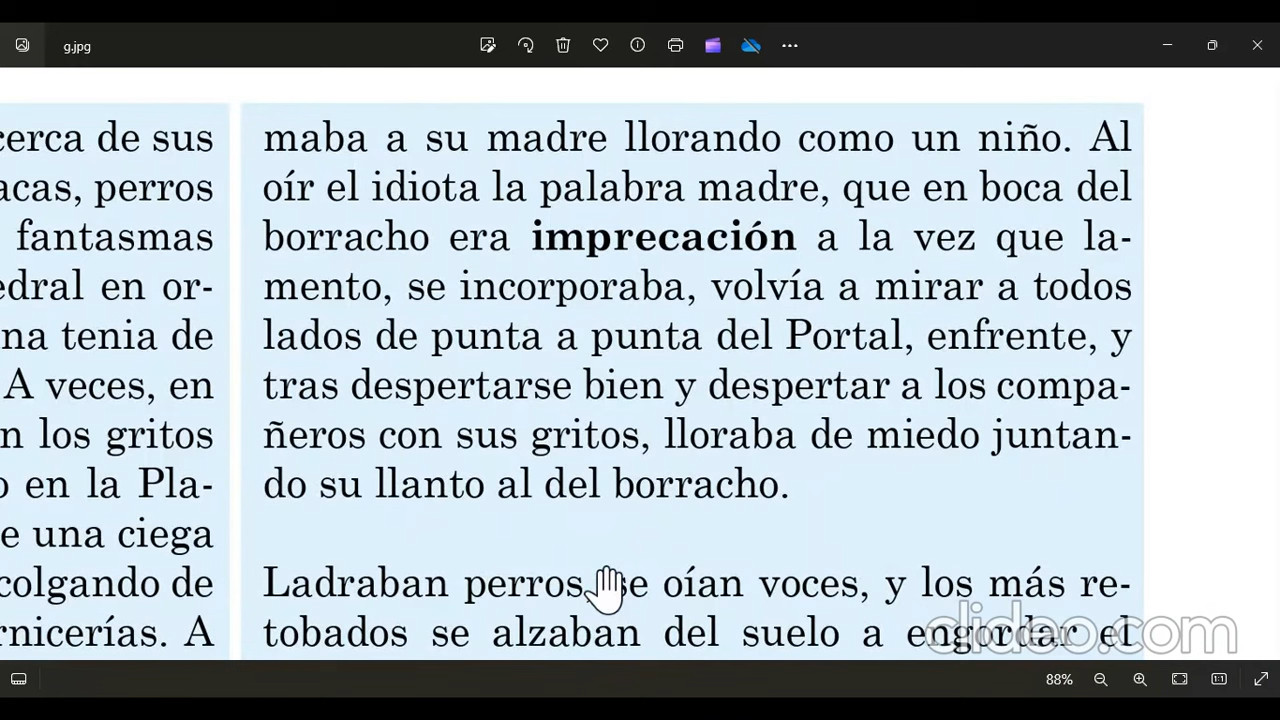 g.jpg
cerca de sus
acas, perros
fantasmas
edral en or-
na tenia de
A veces, en
n los gritos
o en la Pla-
e una ciega
colgando de
rnicerías. A
maba a su madre llorando como un niño. Al
oír el idiota la palabra madre, que en boca del
borracho era imprecación a la vez que la-
mento, se incorporaba, volvía a mirar a todos
lados de punta a punta del Portal, enfrente, y
tras despertarse bien y despertar a los compa-
ñeros con sus gritos, lloraba de miedo juntan-
do su llanto al del borracho.
Ladraban perros, se oían voces, y los más re-
tobados se alzaban del suelo a engordar el
clideo.com
88%
1:1